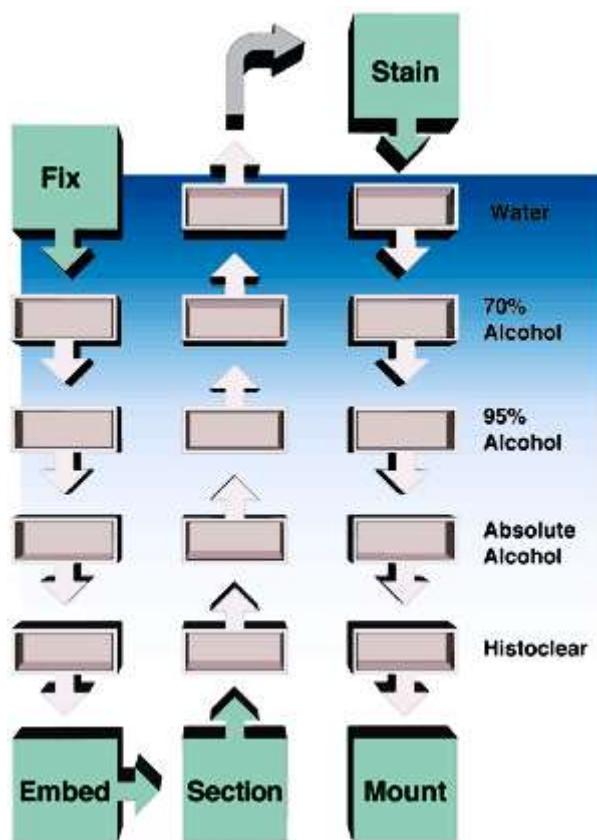 Stain
Fix
Water
70%
Alcohol
95%
Alcohol
Absolute
Alcohol
Histoclear
Embed
Section
Mount